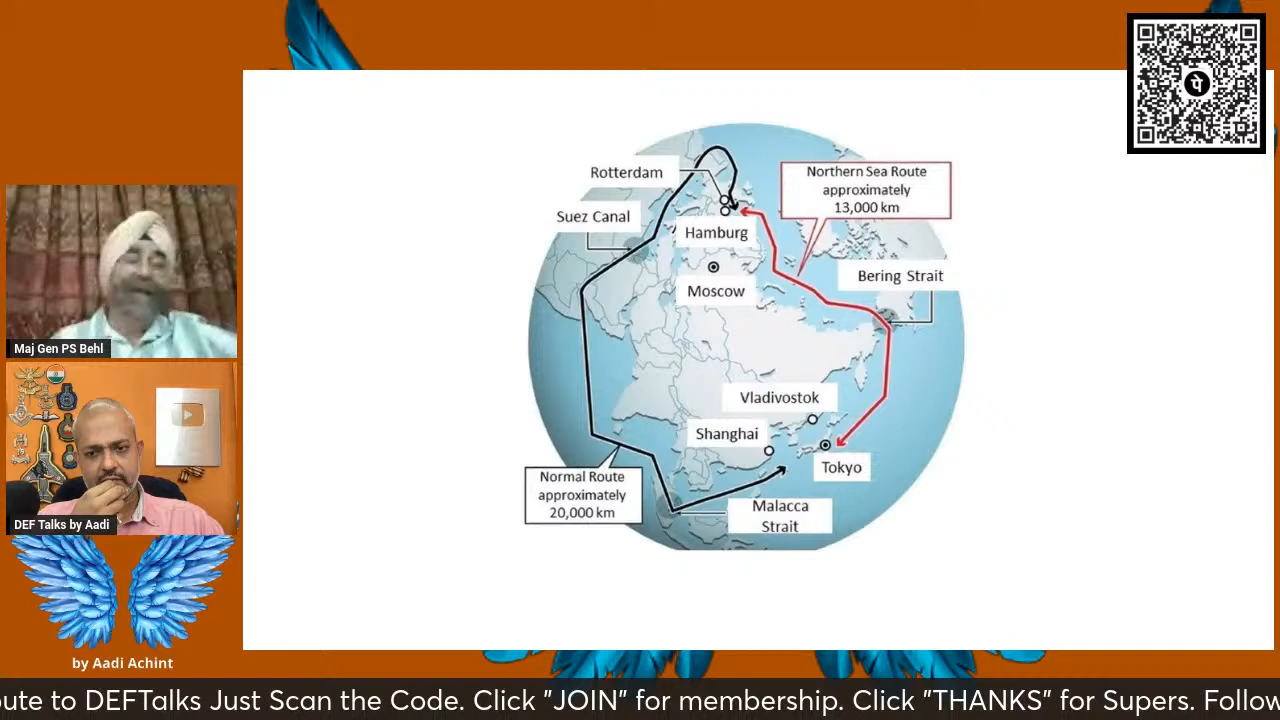 पे
Rotterdam
Northern Sea Route
approximately
13,000 km
Suez Canal
Hamburg
Bering Strait
Moscow
Vladivostok
Shanghai
Tokyo
Normal Route
approximately
20,000 km
Malacca
Strait
Maj Gen PS Behl
DEF Talks by Aadi
by Aadi Achint
ute to DEFTalks Just Scan the Code. Click "JOIN" for membership. Click "THANKS" for Supers. Follow